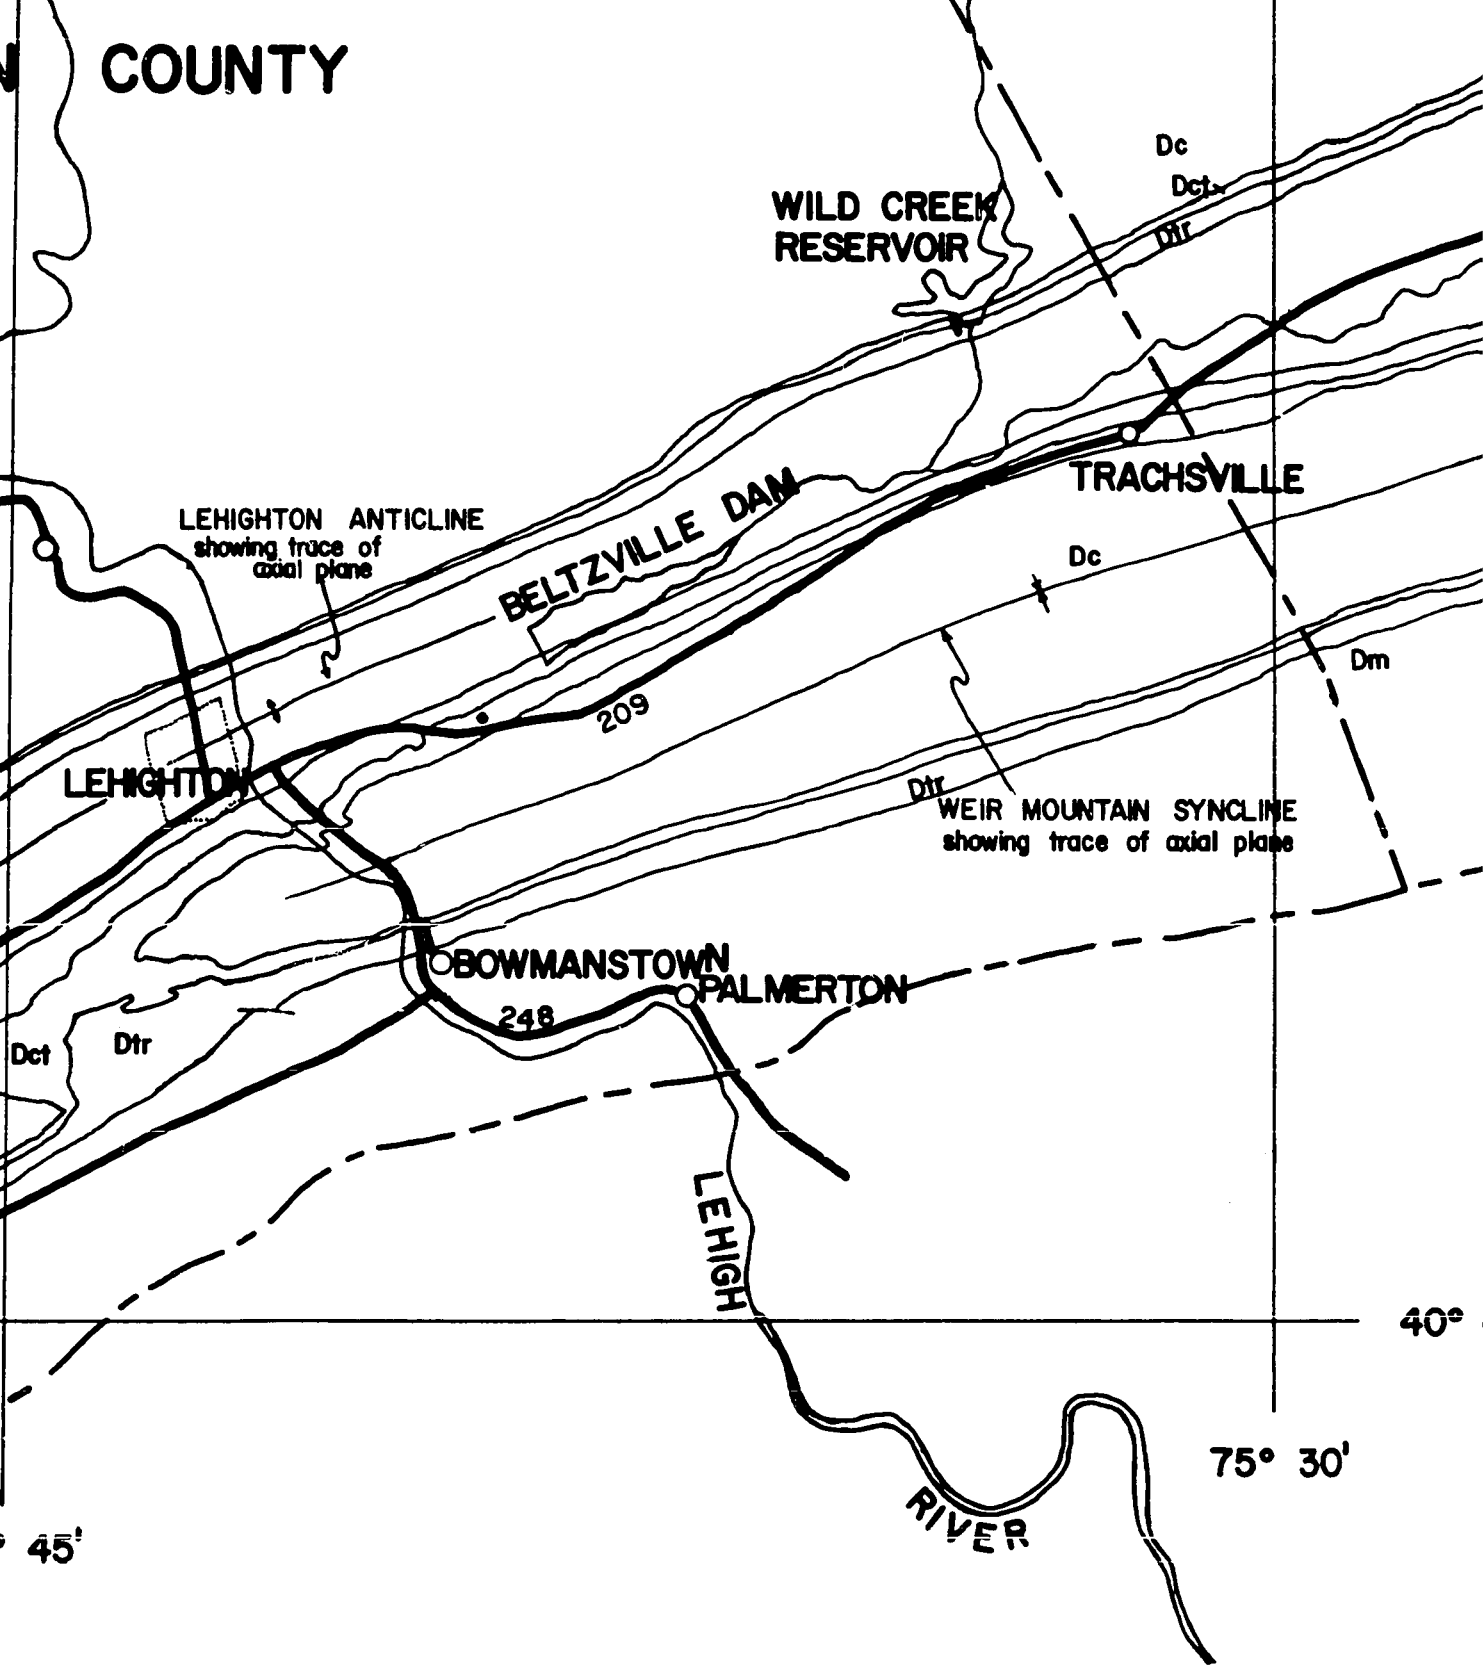 N COUNTY
Dc
Dct
WILD CREEK
RESERVOIR
Dtr
TRACHSVILLE
BELTZVILLE DAM
LEHIGHTON ANTICLINE
showing trace of
axial plane
Dc
Dm
209
LEHIGHTON
Dtr
WEIR MOUNTAIN SYNCLINE
showing trace of axial plane
BOWMANSTOWN
PALMERTON
248
Dct
Dtr
LEHIGH
40°
75° 30'
RIVER
° 45'